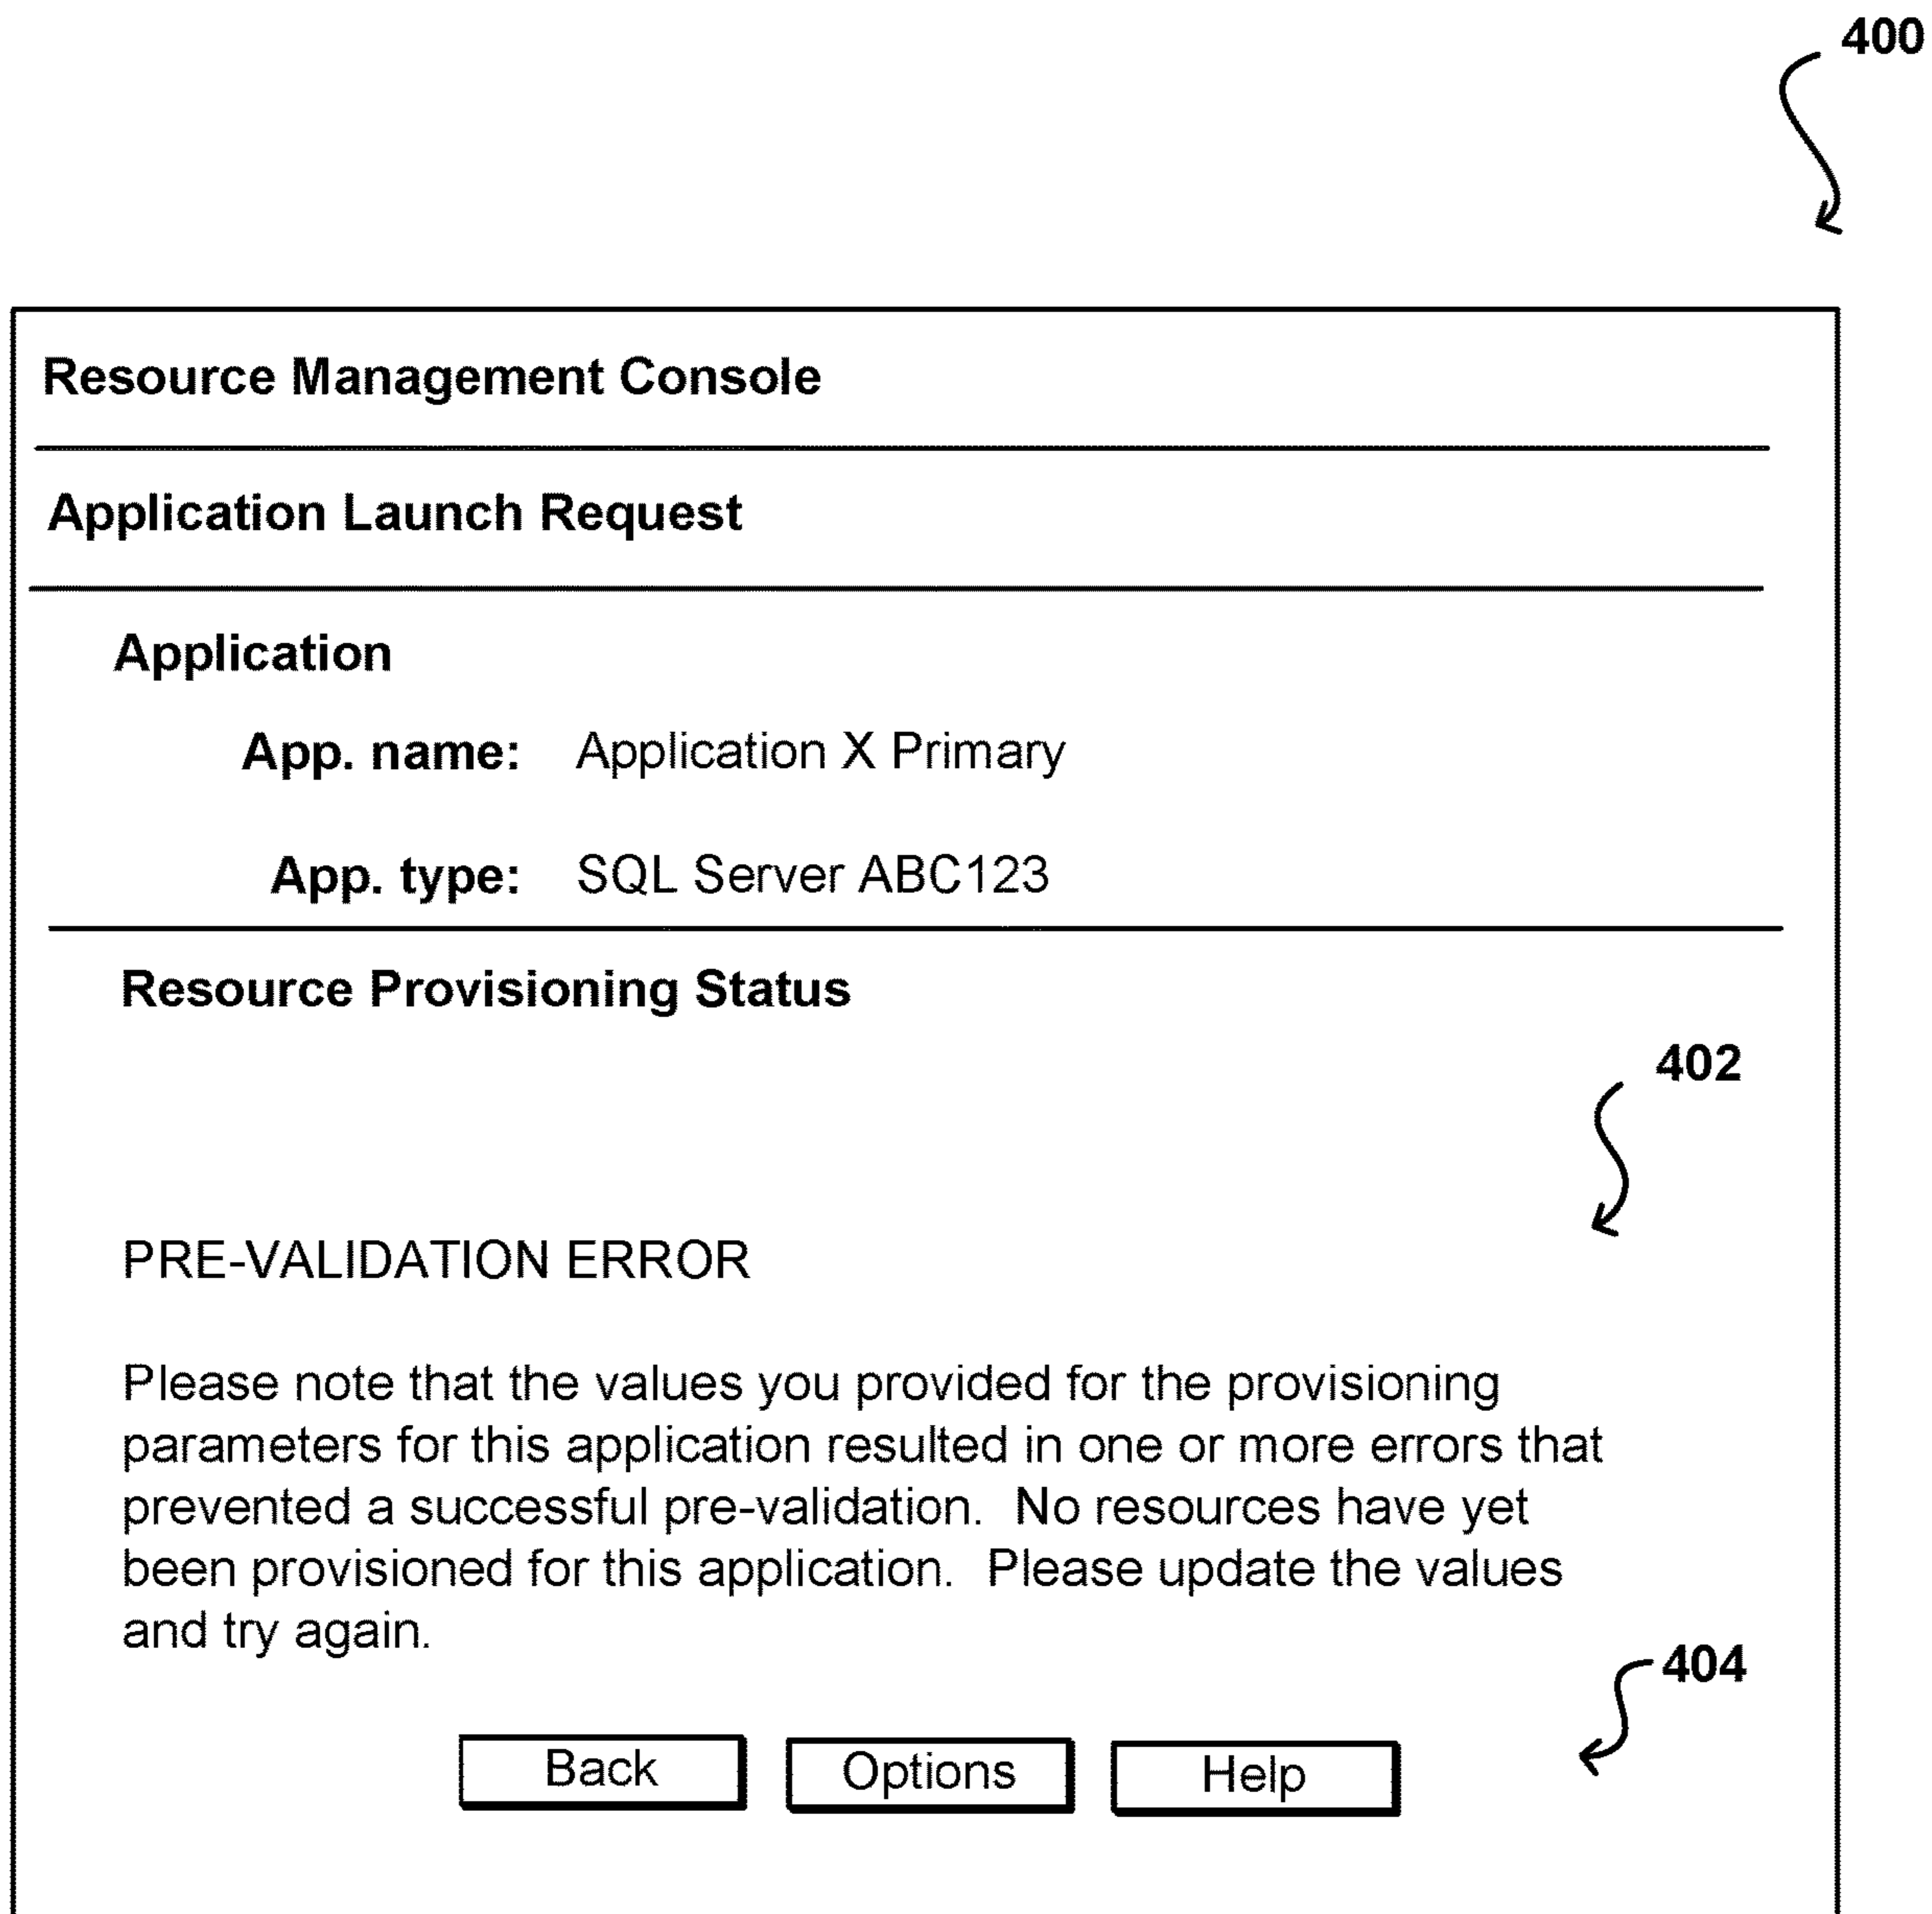 400
Resource Management Console
Application Launch Request
Application
App. name: Application X Primary
App. type: SQL Server ABC123
Resource Provisioning Status
402
PRE-VALIDATION ERROR
Please note that the values you provided for the provisioning
parameters for this application resulted in one or more errors that
prevented a successful pre-validation.  No resources have yet
been provisioned for this application.  Please update the values
and try again.
404
Back Options Help